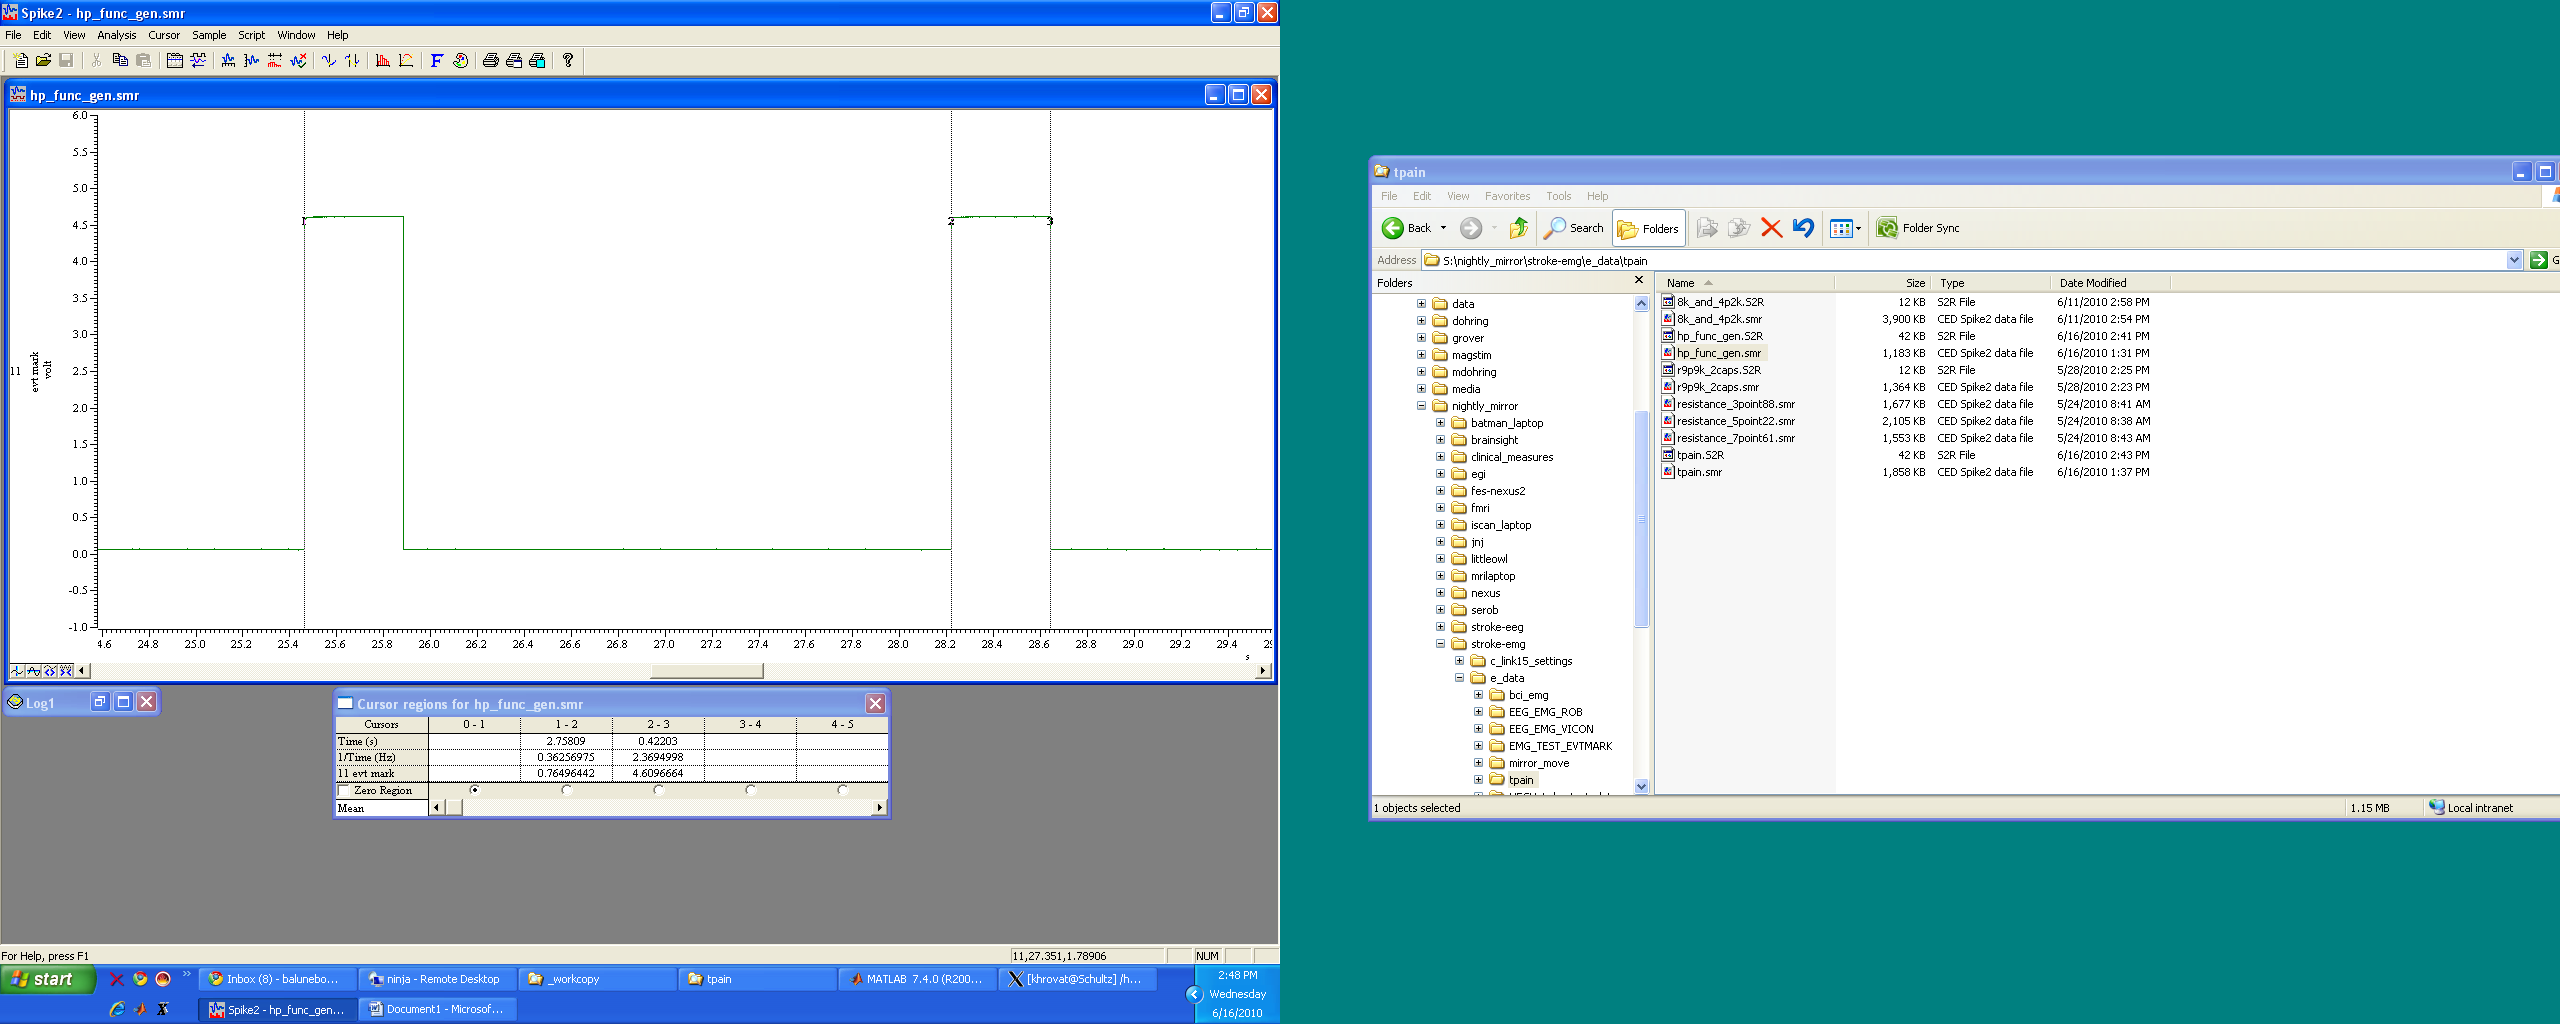 Spike2 - hp_func_gen.smr
File Edit View Analysis Cursor Sample Script Window Help
hp_func_gen.smr
6.0
5.5
5.0
4.5
4.0
3.5
3.0
2.5
2.0
1.5
1.0
0.5
0.0
-0.5
-1.0
11
evt mark
volt
1
2
3
4.6 24.8 25.0 25.2 25.4 25.6 25.8 26.0 26.2 26.4 26.6 26.8 27.0 27.2 27.4 27.6 27.8 28.0 28.2 28.4 28.6 28.8 29.0 29.2 29.4 29
s
Log1
Cursor regions for hp_func_gen.smr
Cursors 0 - 1 1 - 2 2 - 3 3 - 4 4 - 5
Time (s) 2.75809 0.42203
1/Time (Hz) 0.36256975 2.3694998
11 evt mark 0.76496442 4.6096664
Zero Region
Mean
For Help, press F1
11,27.351,1.78906
NUM
start
Inbox (8) - balunebo...
ninja - Remote Desktop
_workcopy
tpain
MATLAB 7.4.0 (R200...
[khrovat@Schultz] /h...
Spike2 - hp_func_gen...
Document1 - Microsof...
2:48 PM
Wednesday
6/16/2010
tpain
File Edit View Favorites Tools Help
Back Search Folders Folder Sync
Address S:\nightly_mirror\stroke-emg\e_data\tpain G
Folders
data
dohring
grover
magstim
mdohring
media
nightly_mirror
batman_laptop
brainsight
clinical_measures
egi
fes-nexus2
fmri
iscan_laptop
jnj
littleowl
mrilaptop
nexus
serob
stroke-eeg
stroke-emg
c_link15_settings
e_data
bci_emg
EEG_EMG_ROB
EEG_EMG_VICON
EMG_TEST_EVTMARK
mirror_move
tpain
Name Size Type Date Modified
8k_and_4p2k.S2R 12 KB S2R File 6/11/2010 2:58 PM
8k_and_4p2k.smr 3,900 KB CED Spike2 data file 6/11/2010 2:54 PM
hp_func_gen.S2R 42 KB S2R File 6/16/2010 2:41 PM
hp_func_gen.smr 1,183 KB CED Spike2 data file 6/16/2010 1:31 PM
r9p9k_2caps.S2R 12 KB S2R File 5/28/2010 2:25 PM
r9p9k_2caps.smr 1,364 KB CED Spike2 data file 5/28/2010 2:23 PM
resistance_3point88.smr 1,677 KB CED Spike2 data file 5/24/2010 8:41 AM
resistance_5point22.smr 2,105 KB CED Spike2 data file 5/24/2010 8:38 AM
resistance_7point61.smr 1,553 KB CED Spike2 data file 5/24/2010 8:43 AM
tpain.S2R 42 KB S2R File 6/16/2010 2:43 PM
tpain.smr 1,858 KB CED Spike2 data file 6/16/2010 1:37 PM
1 objects selected
1.15 MB
Local intranet